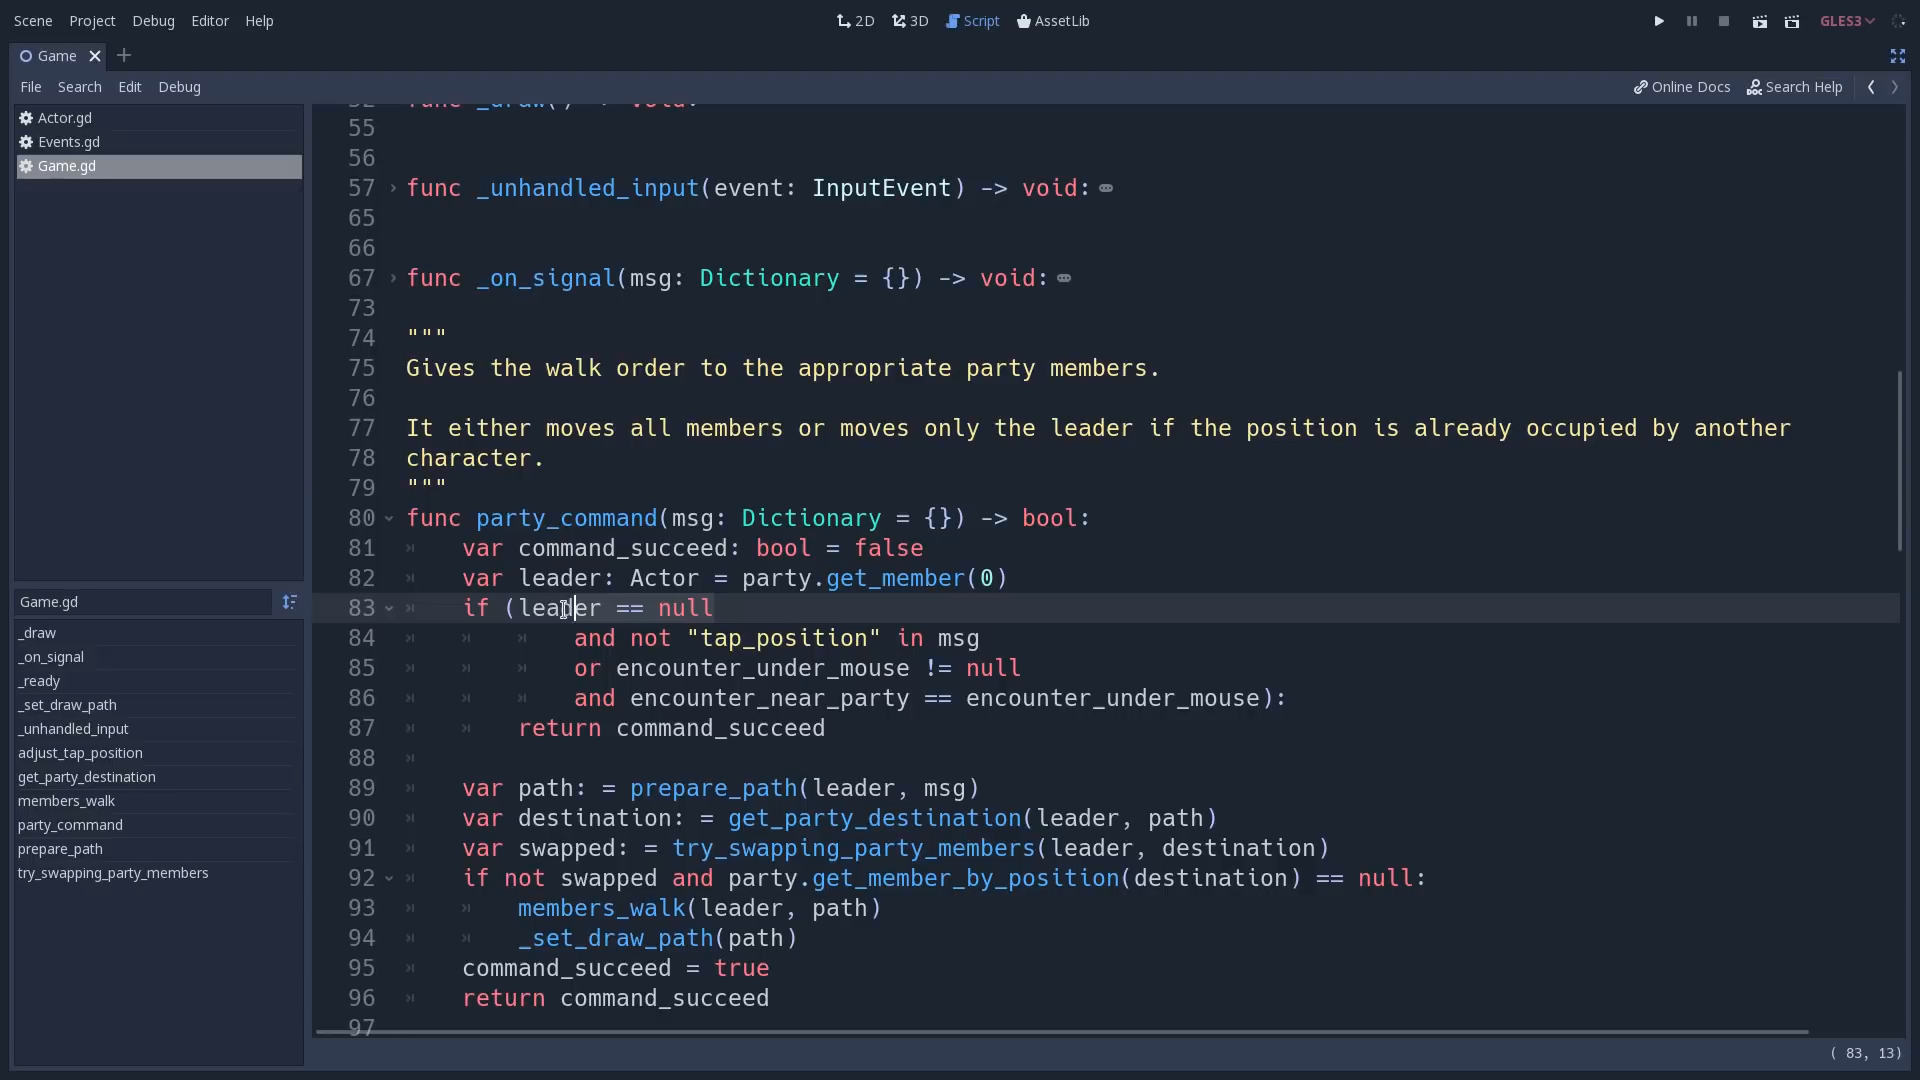 Scene Project Debug Editor Help 2D 3D Script AssetLib GLES3
Game
File Search Edit Debug Online Docs Search Help
Actor.gd
Events.gd
Game.gd
Game.gd
_draw
_on_signal
_ready
_set_draw_path
_unhandled_input
adjust_tap_position
get_party_destination
members_walk
party_command
prepare_path
try_swapping_party_members
52 func _draw() -> void:
55
56
57 func _unhandled_input(event: InputEvent) -> void:
65
66
67 func _on_signal(msg: Dictionary = {}) -> void:
73
74 """
75 Gives the walk order to the appropriate party members.
76
77 It either moves all members or moves only the leader if the position is already occupied by another
78 character.
79 """
80 func party_command(msg: Dictionary = {}) -> bool:
81 var command_succeed: bool = false
82 var leader: Actor = party.get_member(0)
83 if (leader == null
84 and not "tap_position" in msg
85 or encounter_under_mouse != null
86 and encounter_near_party == encounter_under_mouse):
87 return command_succeed
88
89 var path: = prepare_path(leader, msg)
90 var destination: = get_party_destination(leader, path)
91 var swapped: = try_swapping_party_members(leader, destination)
92 if not swapped and party.get_member_by_position(destination) == null:
93 members_walk(leader, path)
94 _set_draw_path(path)
95 command_succeed = true
96 return command_succeed
97
( 83, 13)